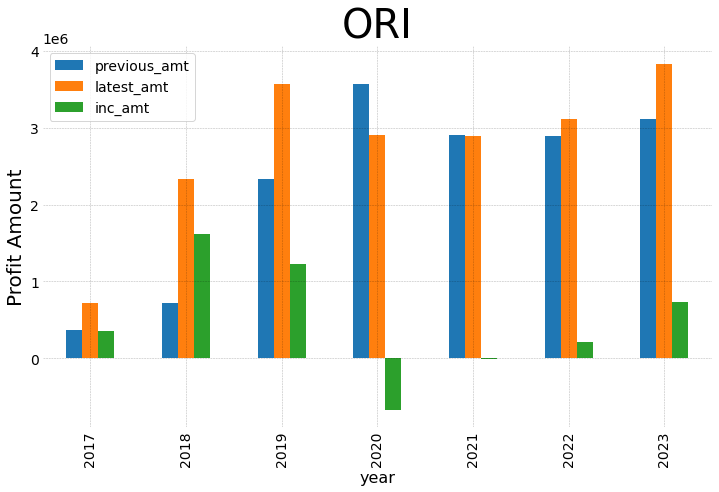 ORI
1e6
previous_amt
latest_amt
inc_amt
4
3
2
1
0
Profit Amount
2017 2018 2019 2020 2021 2022 2023
year